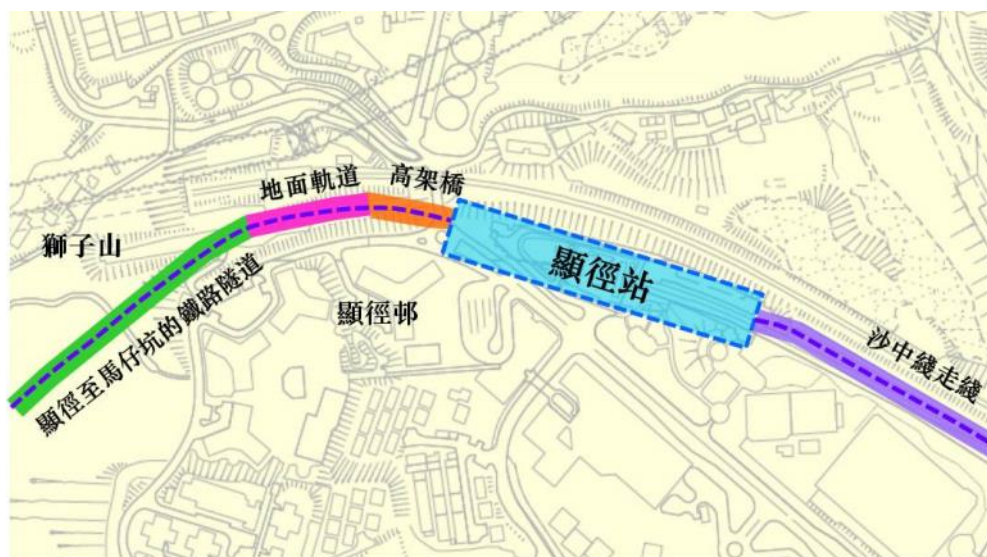 地面軌道
高架橋
獅子山
顯徑站
顯徑至馬仔坑的鐵路隧道
顯徑邨
沙中綫走綫